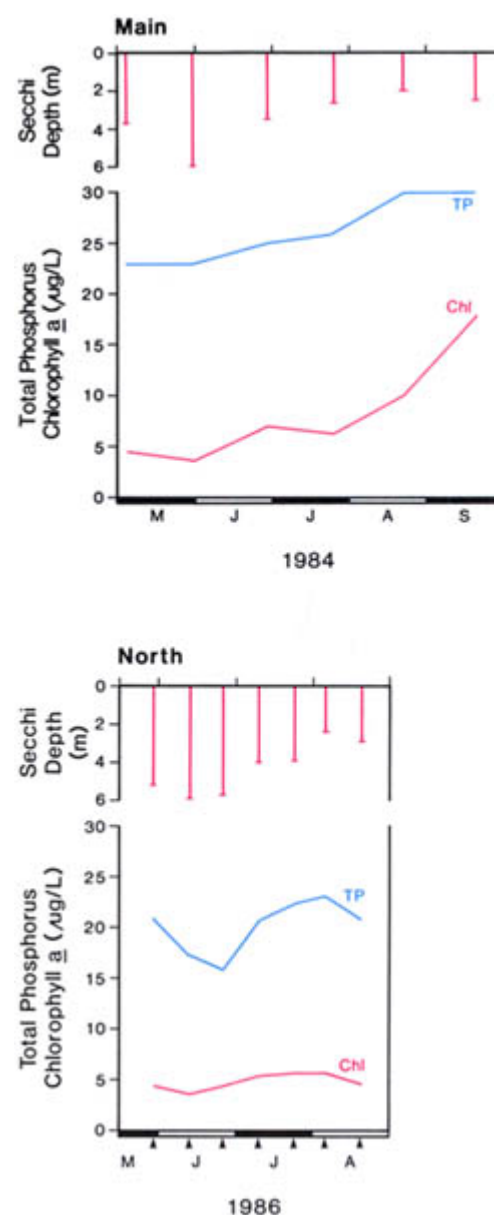 Main
Secchi
Depth (m)
0
2
4
6
Total Phosphorus
Chlorophyll a (µg/L)
30
25
20
15
10
5
0
TP
Chl
M J J A S
1984
North
Secchi
Depth
(m)
0
2
4
6
Total Phosphorus
Chlorophyll a (µg/L)
30
25
20
15
10
5
0
TP
Chl
M J J A
1986